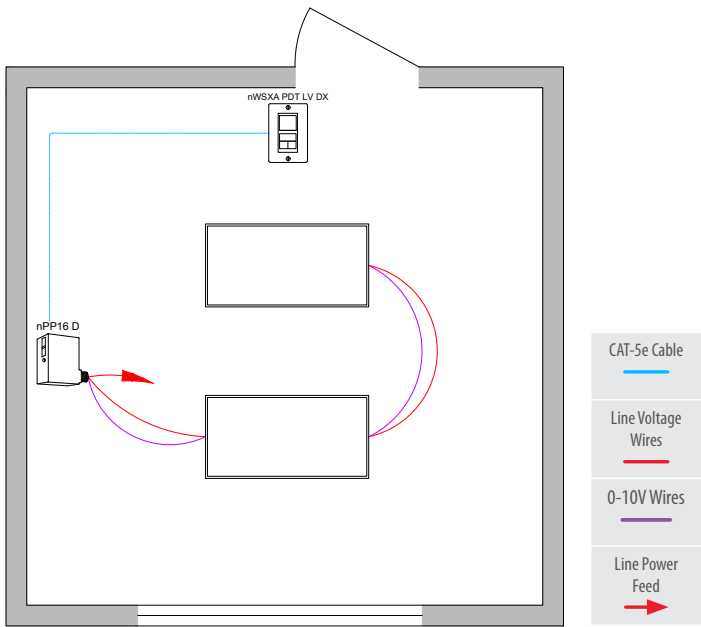 nWSXA PDT LV DX
nPP16 D
CAT-5e Cable
Line Voltage
Wires
0-10V Wires
Line Power
Feed